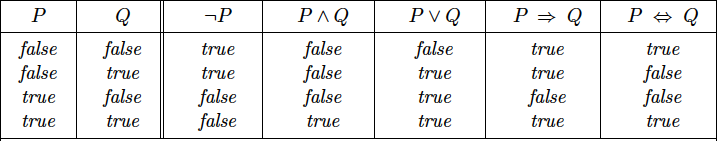 P Q ¬P P ∧ Q P ∨ Q P ⇒ Q P ⇔ Q
false false true false false true true
false true true false true true false
true false false false true false false
true true false true true true true